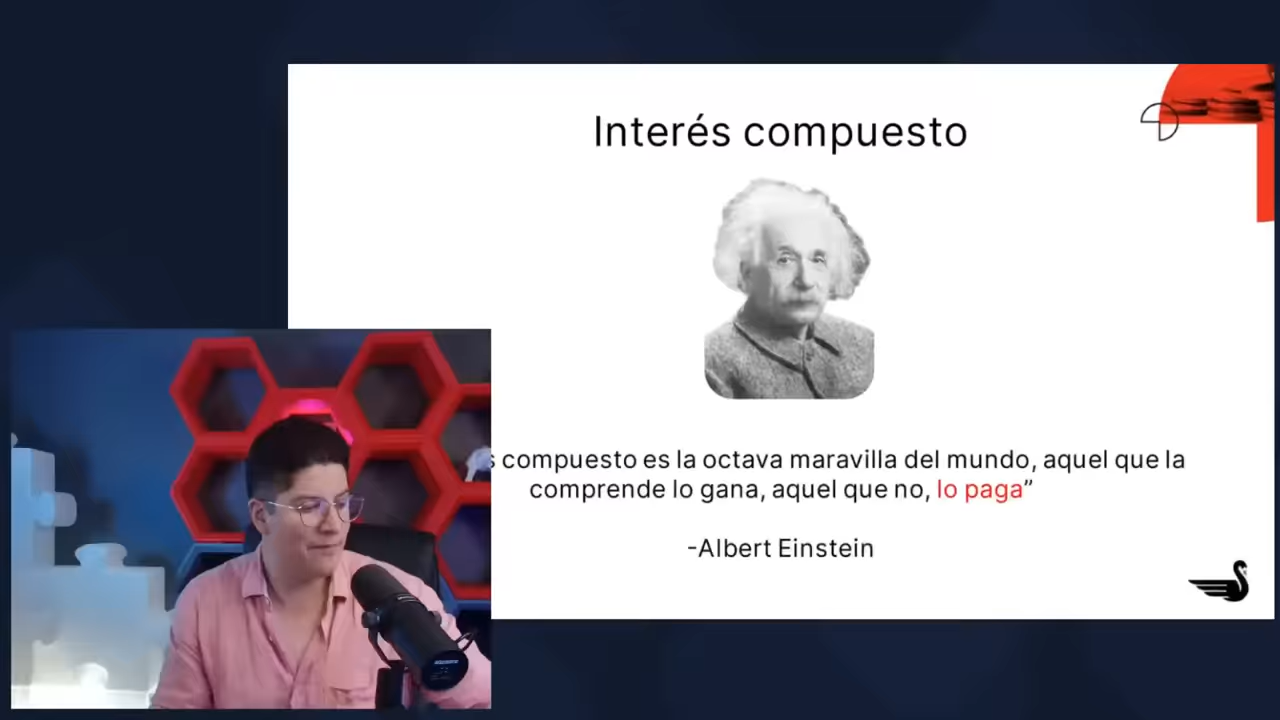 Interés compuesto
compuesto es la octava maravilla del mundo, aquel que la
comprende lo gana, aquel que no, lo paga”
-Albert Einstein